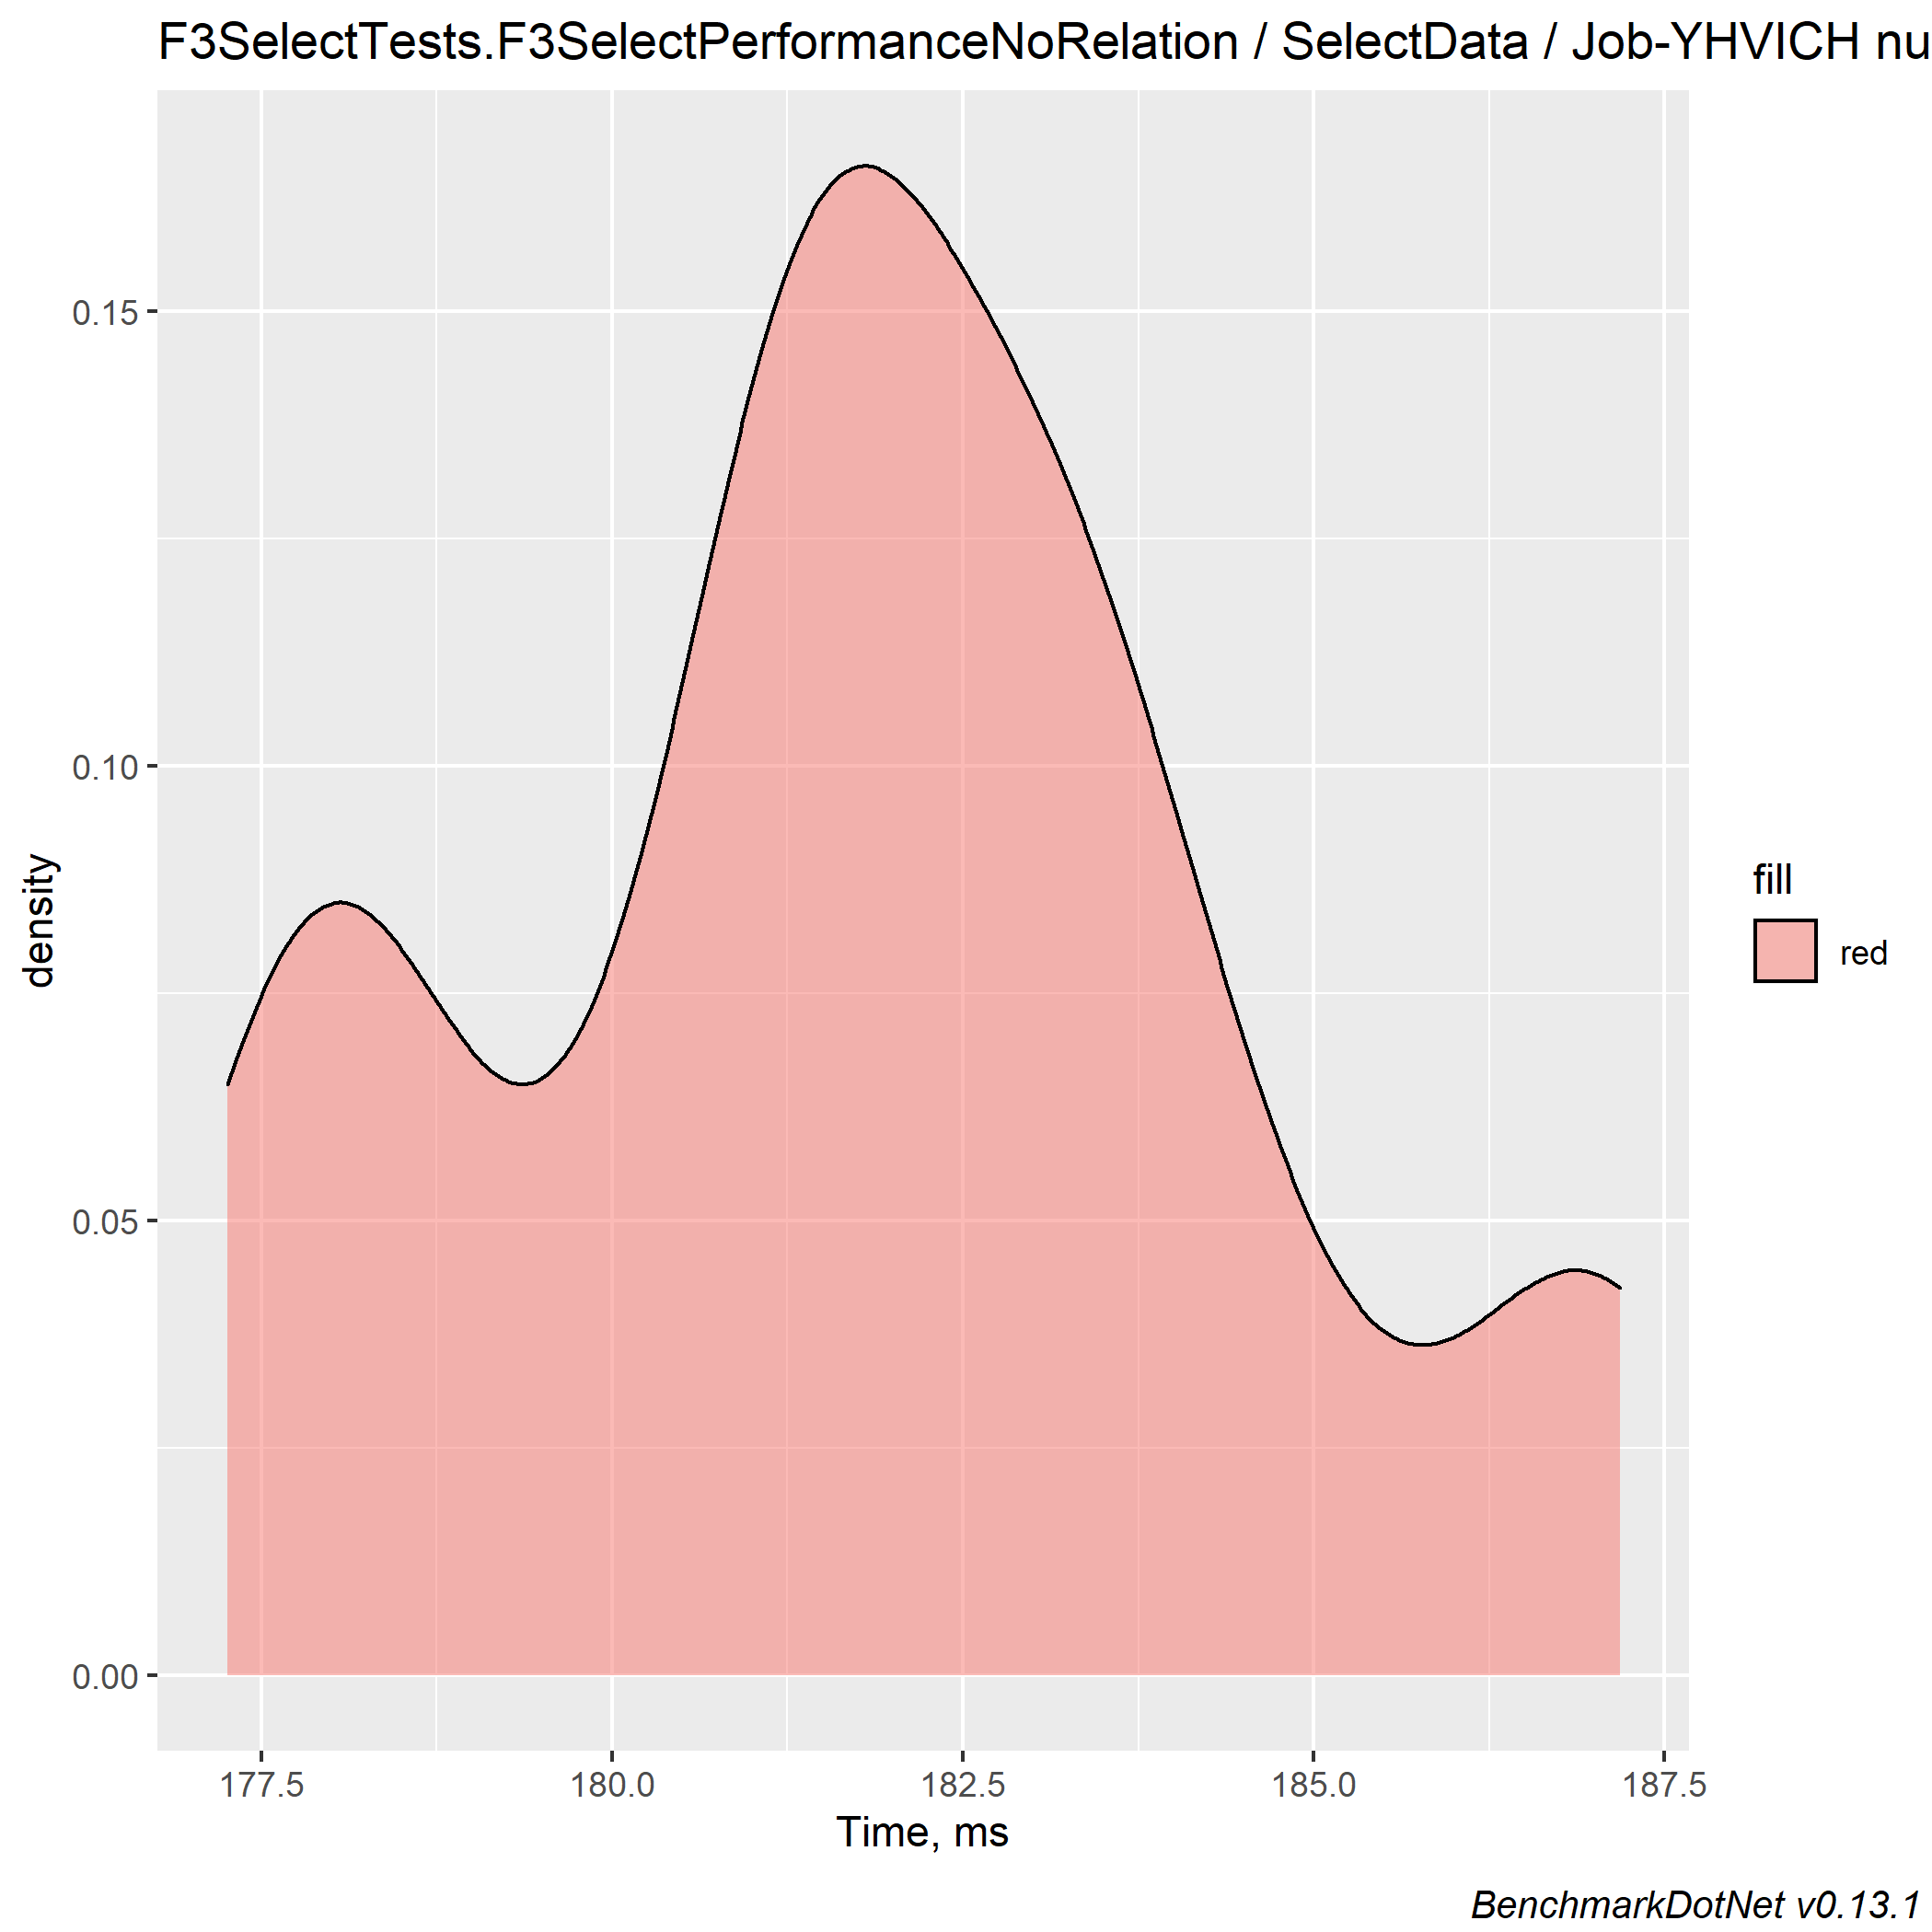 F3SelectTests.F3SelectPerformanceNoRelation / SelectData / Job-YHVICH nu
0.15
0.10
0.05
0.00
density
177.5 180.0 182.5 185.0 187.5
Time, ms
fill
red
BenchmarkDotNet v0.13.1